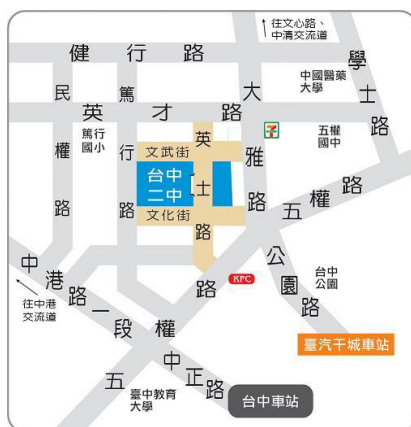 往文心路、
中清交流道
健行路
學士路
大雅路
中國醫藥
大學
民權路
篤行路
英才路
7
ELEVEN
篤行
國小
五權
國中
文武街
英士路
台中
二中
五權路
文化街
中港路一段
公園路
台中
公園
KFC
往中港
交流道
臺汽干城車站
五權路
中正路
臺中教育
大學
台中車站